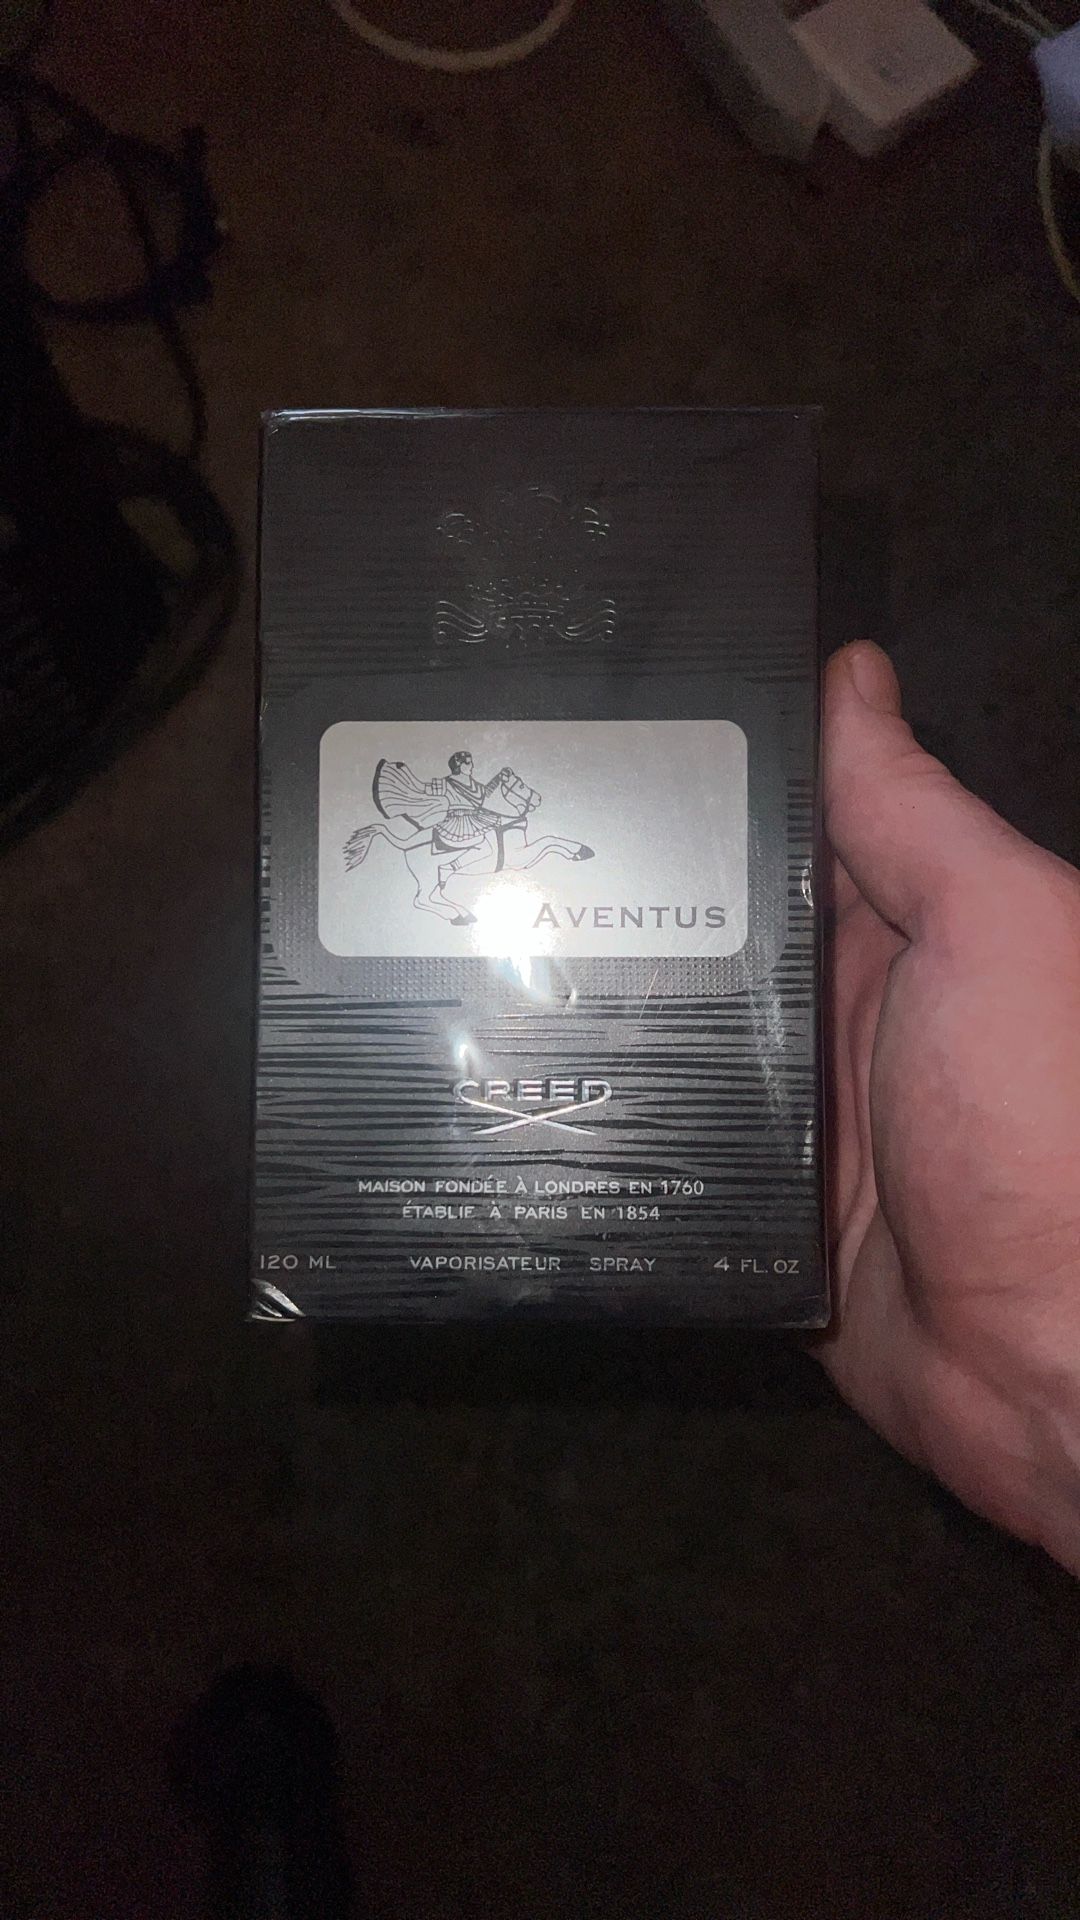 AVENTUS
CREED
MAISON FONDÉE À LONDRES EN 1760
ÉTABLIE À PARIS EN 1854
120 ML VAPORISATEUR SPRAY 4 FL. OZ